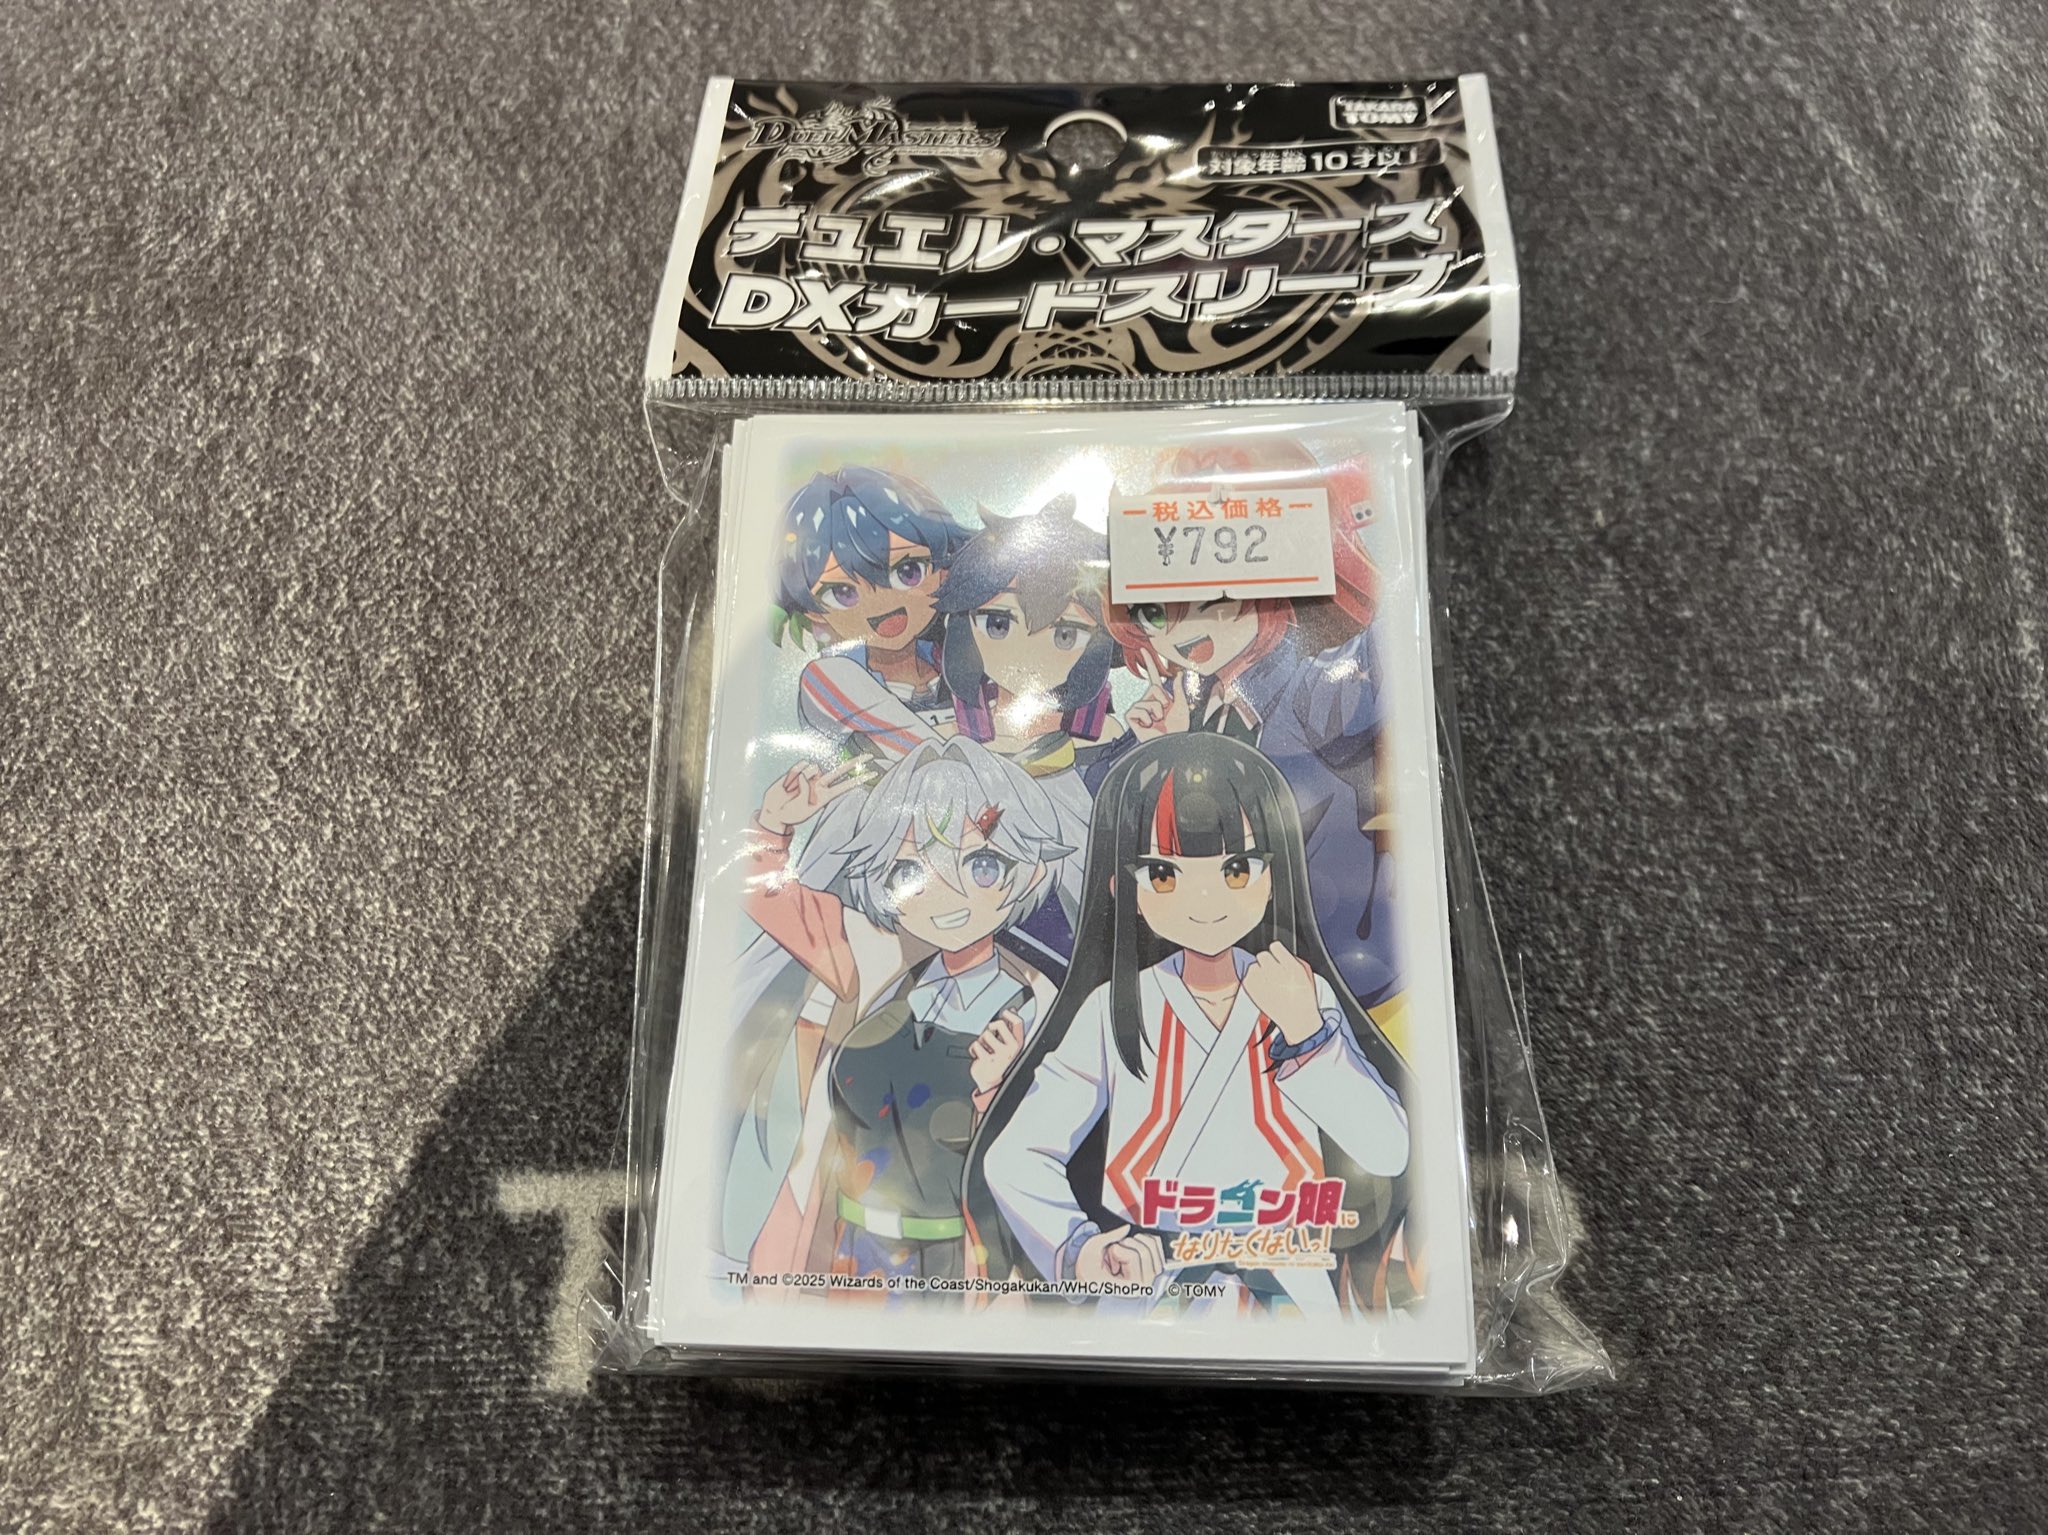 DUEL MASTERS
TAKARA TOMY
対象年齢10才以上
デュエル・マスターズ
DXカードスリーブ
税込価格
¥792
1-
ドラゴン娘に
なりたくないっ!
TM and ©2025 Wizards of the Coast/Shogakukan/WHC/ShoPro © TOMY